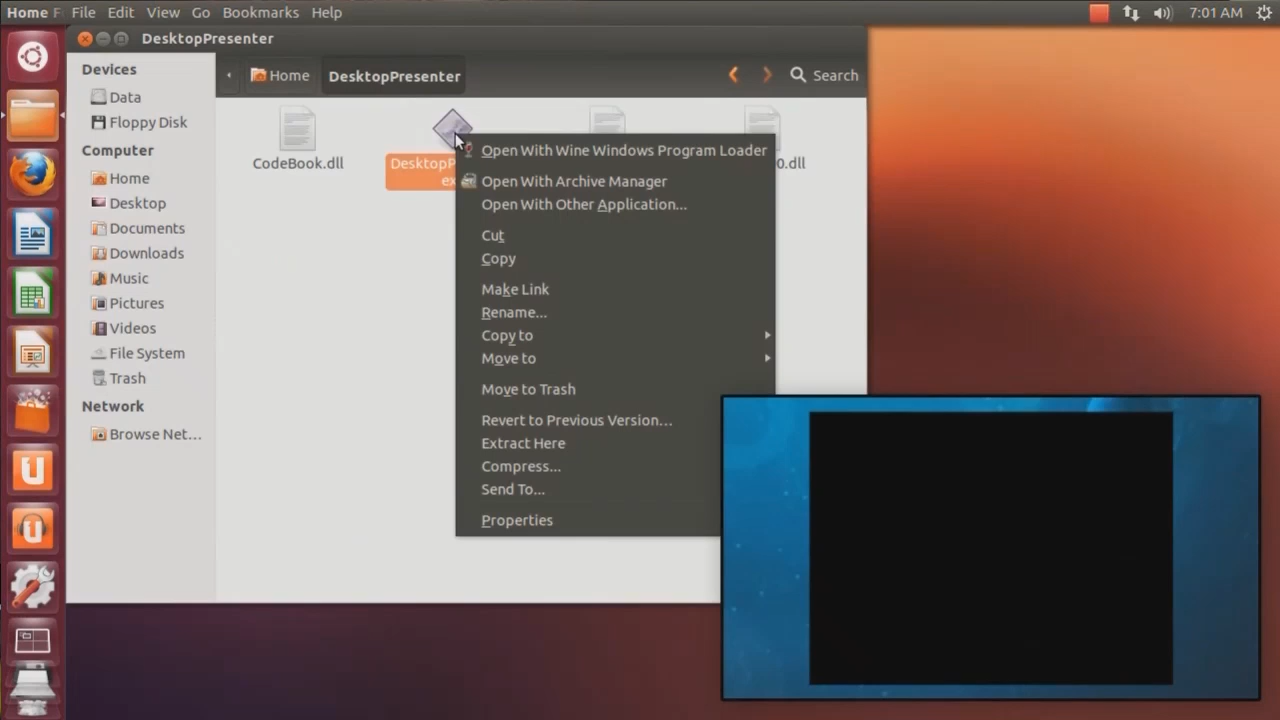 Home F File Edit View Go Bookmarks Help 7:01 AM
DesktopPresenter
Devices
Data
Floppy Disk
Computer
Home
Desktop
Documents
Downloads
Music
Pictures
Videos
File System
Trash
Network
Browse Net...
Home DesktopPresenter Search
CodeBook.dll
DesktopP
ex
0.dll
Open With Wine Windows Program Loader
Open With Archive Manager
Open With Other Application...
Cut
Copy
Make Link
Rename...
Copy to
Move to
Move to Trash
Revert to Previous Version...
Extract Here
Compress...
Send To...
Properties